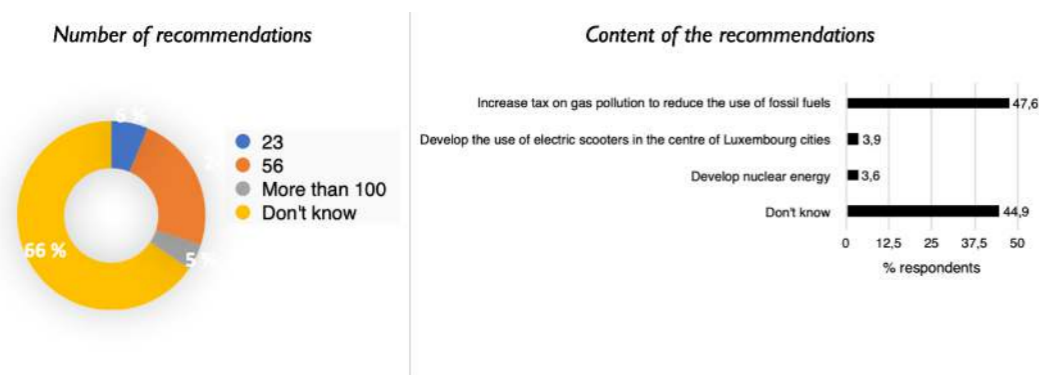 Number of recommendations
6 %
23
56
More than 100
Don't know
66 %
5
Content of the recommendations
Increase tax on gas pollution to reduce the use of fossil fuels
47,6
Develop the use of electric scooters in the centre of Luxembourg cities
3,9
Develop nuclear energy
3,6
Don't know
44,9
0 12,5 25 37,5 50
% respondents